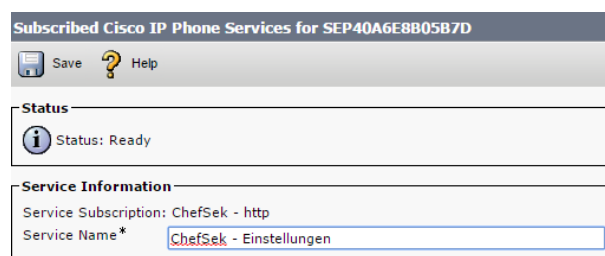 Subscribed Cisco IP Phone Services for SEP40A6E8B05B7D
Save Help
Status
Status: Ready
Service Information
Service Subscription: ChefSek - http
Service Name* ChefSek - Einstellungen